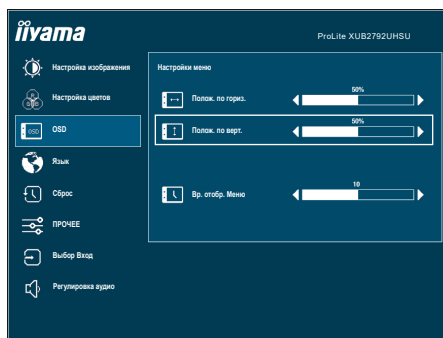 iiyama
ProLite XUB2792UHSU
Настройка изображения
Настройки меню
Настройка цветов
R
G B
50%
Полож. по гориз.
OSD
OSD
50%
Полож. по верт.
Язык
Сброс
10
Вр. отобр. Меню
ПРОЧЕЕ
Выбор Вход
Регулировка аудио